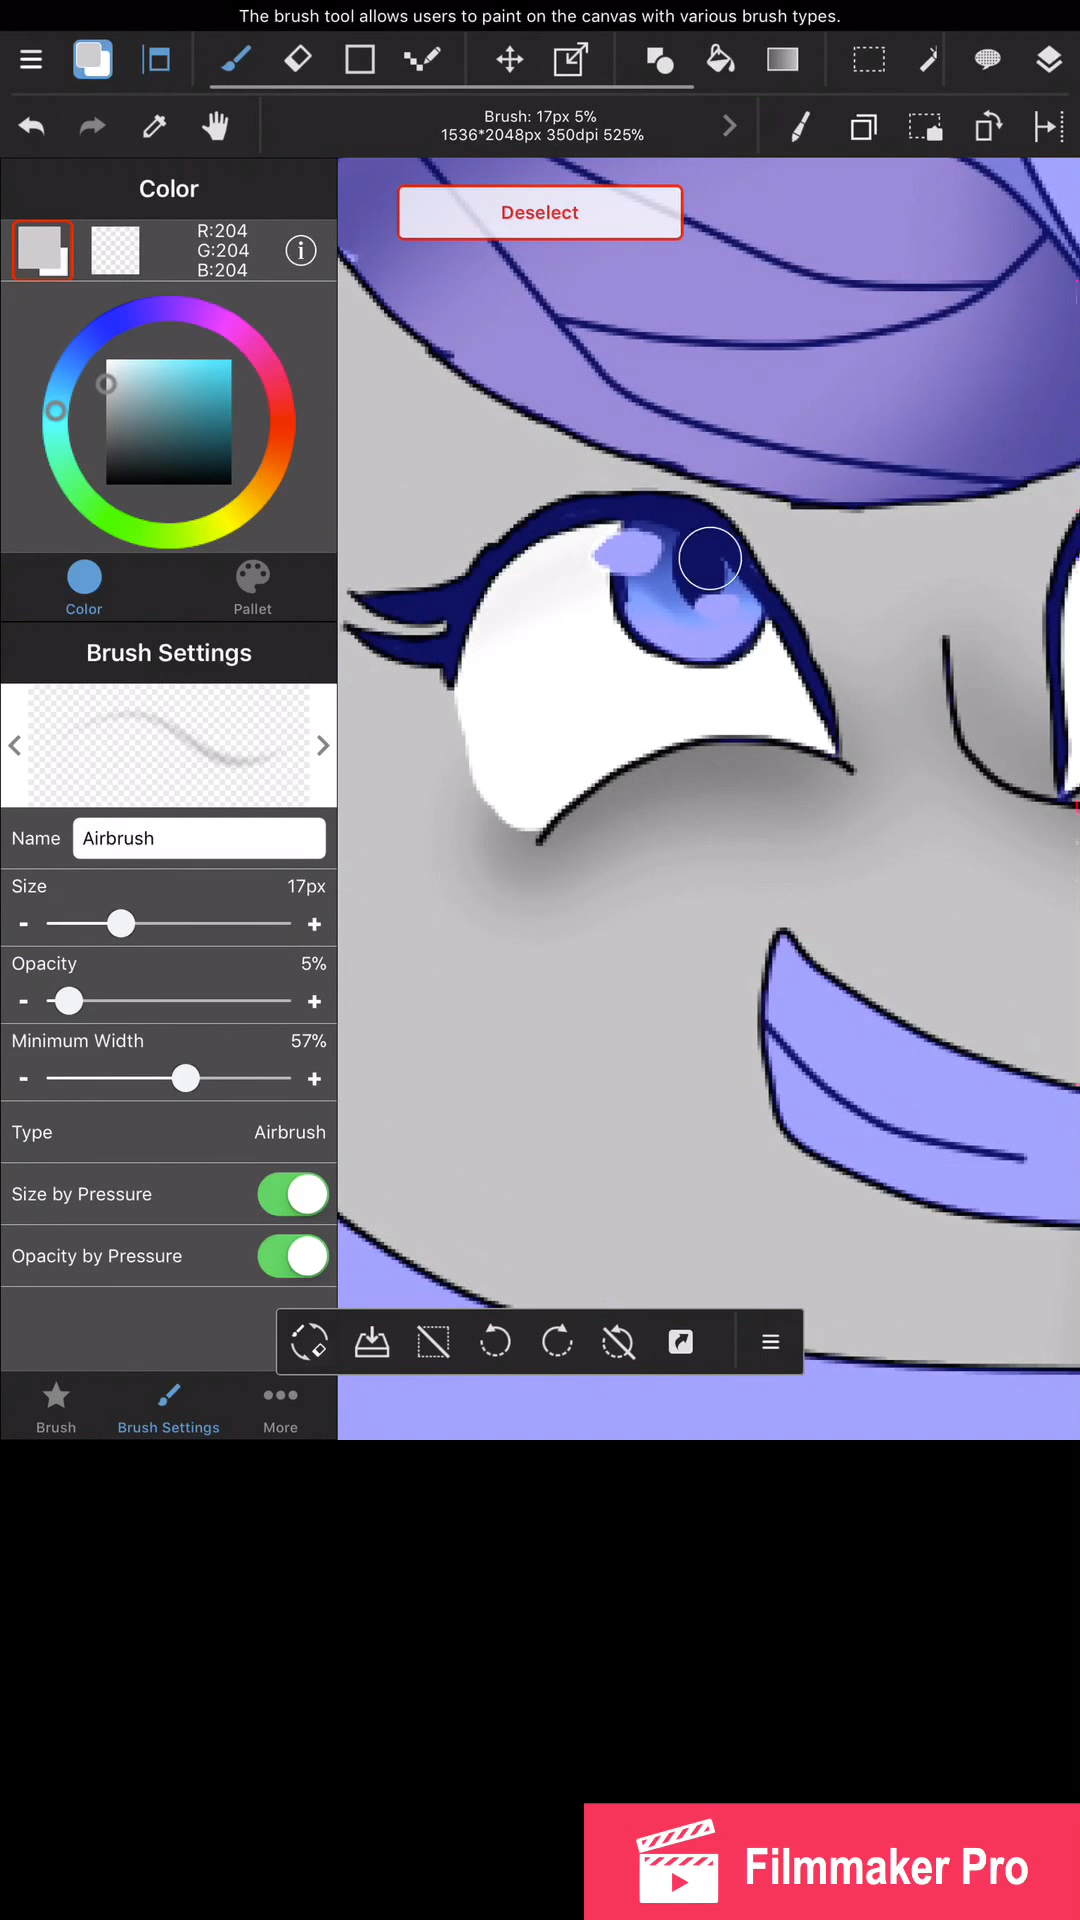 The brush tool allows users to paint on the canvas with various brush types.
Brush: 17px 5%
1536*2048px 350dpi 525%
Color
Deselect
R:204
G:204
B:204
Color
Pallet
Brush Settings
Name
Airbrush
Size
17px
-
+
Opacity
5%
-
+
Minimum Width
57%
-
+
Type
Airbrush
Size by Pressure
Opacity by Pressure
Brush
Brush Settings
More
Filmmaker Pro